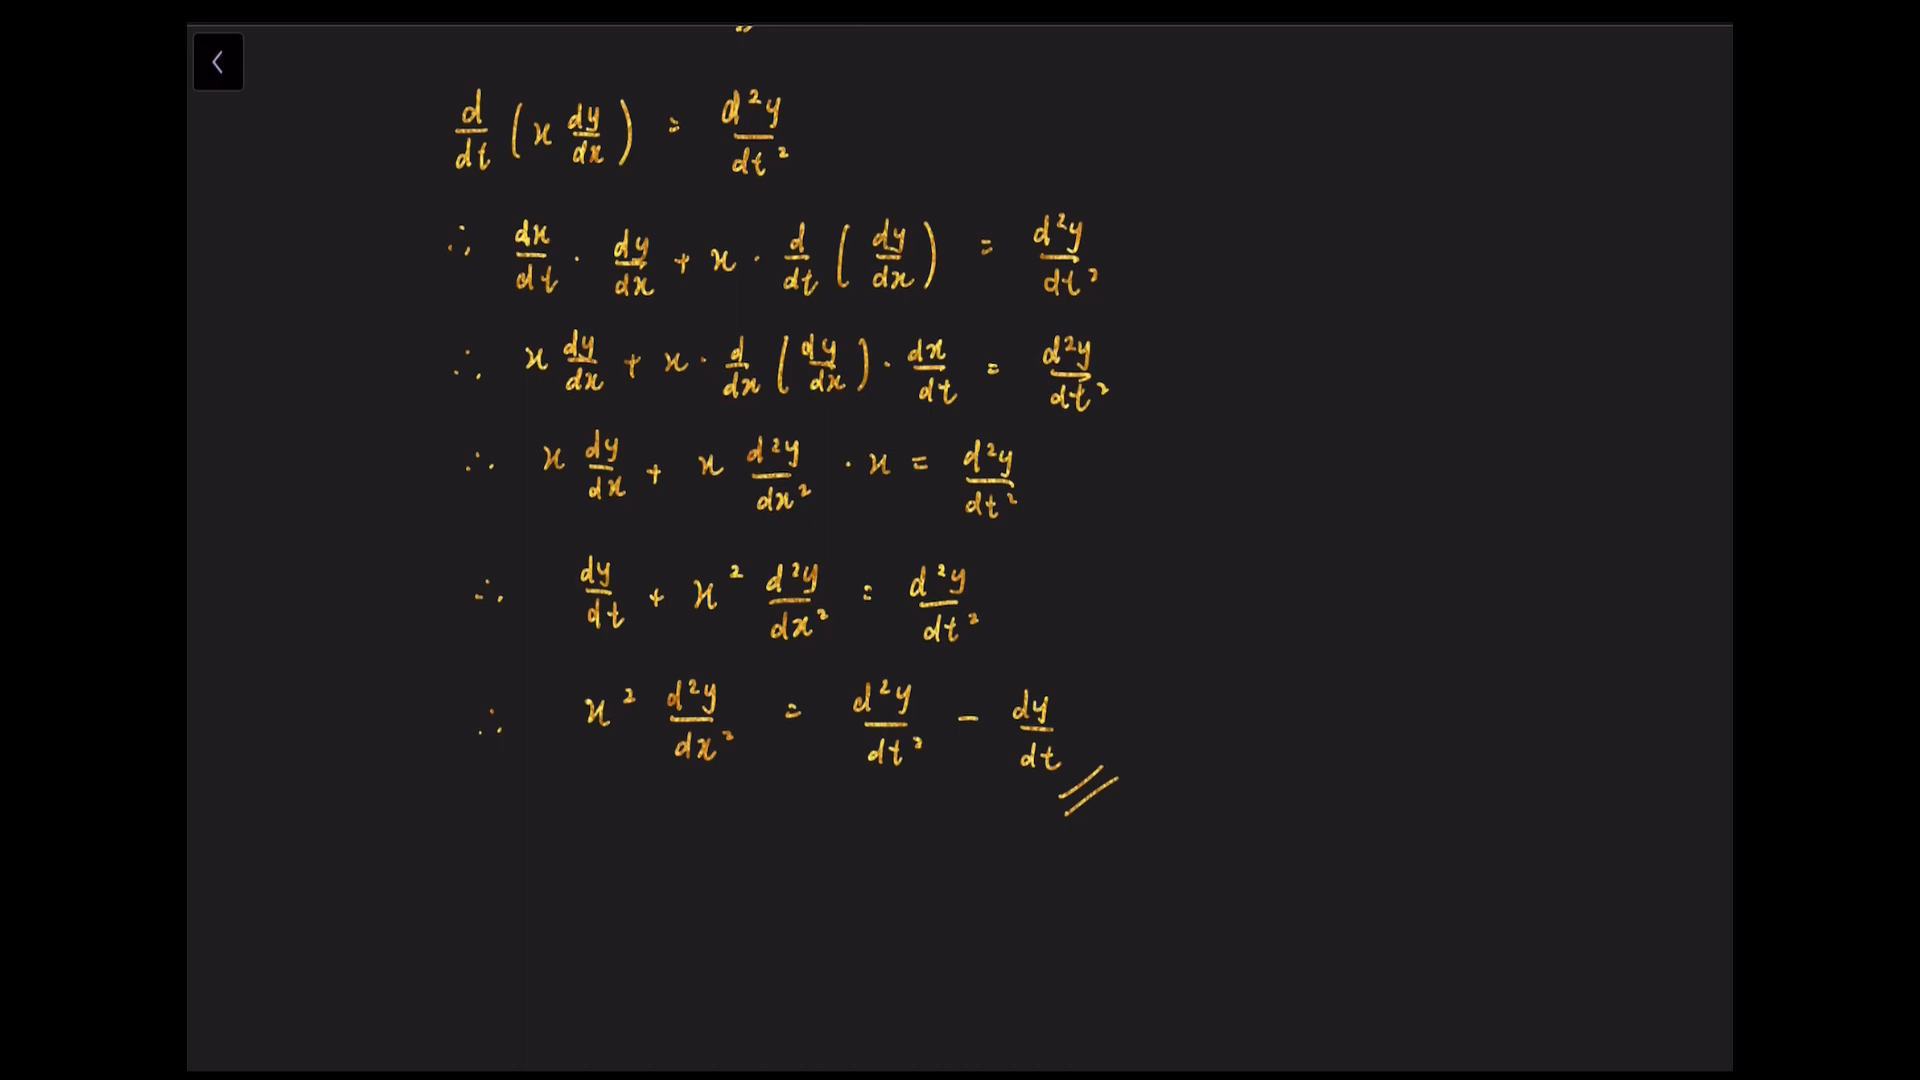 d/dt (x dy/dx) = d²y/dt²
∴ dx/dt · dy/dx + x · d/dt (dy/dx) = d²y/dt²
∴ x dy/dx + x · d/dx (dy/dx) · dx/dt = d²y/dt²
∴ x dy/dx + x d²y/dx² · x = d²y/dt²
∴ dy/dt + x² d²y/dx² = d²y/dt²
∴ x² d²y/dx² = d²y/dt² - dy/dt